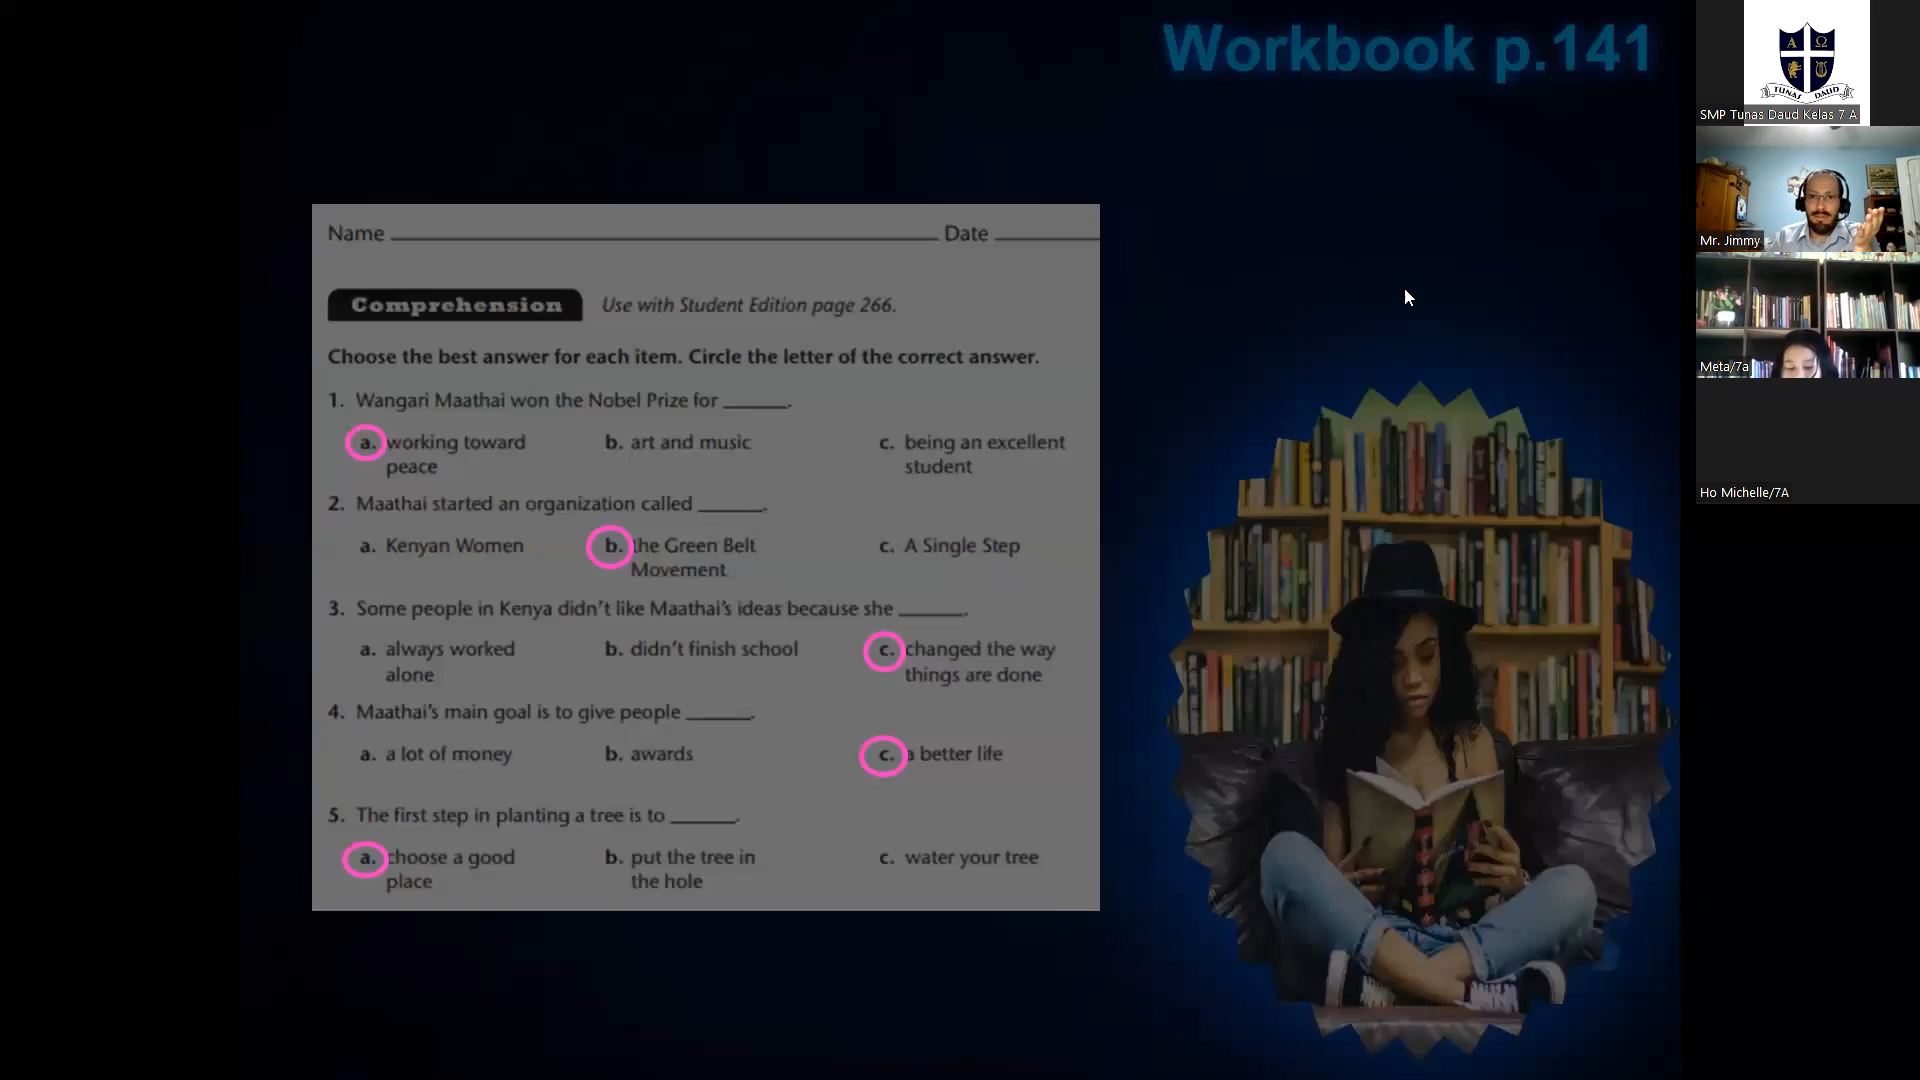 Workbook p.141
Name Date
Comprehension Use with Student Edition page 266.
Choose the best answer for each item. Circle the letter of the correct answer.
1. Wangari Maathai won the Nobel Prize for ______.
a. working toward b. art and music c. being an excellent
peace student
2. Maathai started an organization called ______.
a. Kenyan Women b. the Green Belt c. A Single Step
Movement
3. Some people in Kenya didn't like Maathai's ideas because she ______.
a. always worked b. didn't finish school c. changed the way
alone things are done
4. Maathai's main goal is to give people ______.
a. a lot of money b. awards c. a better life
5. The first step in planting a tree is to ______.
a. choose a good b. put the tree in c. water your tree
place the hole
Α Ω
TUNAS DAUD
SMP Tunas Daud Kelas 7 A
Mr. Jimmy
Meta/7a
Ho Michelle/7A